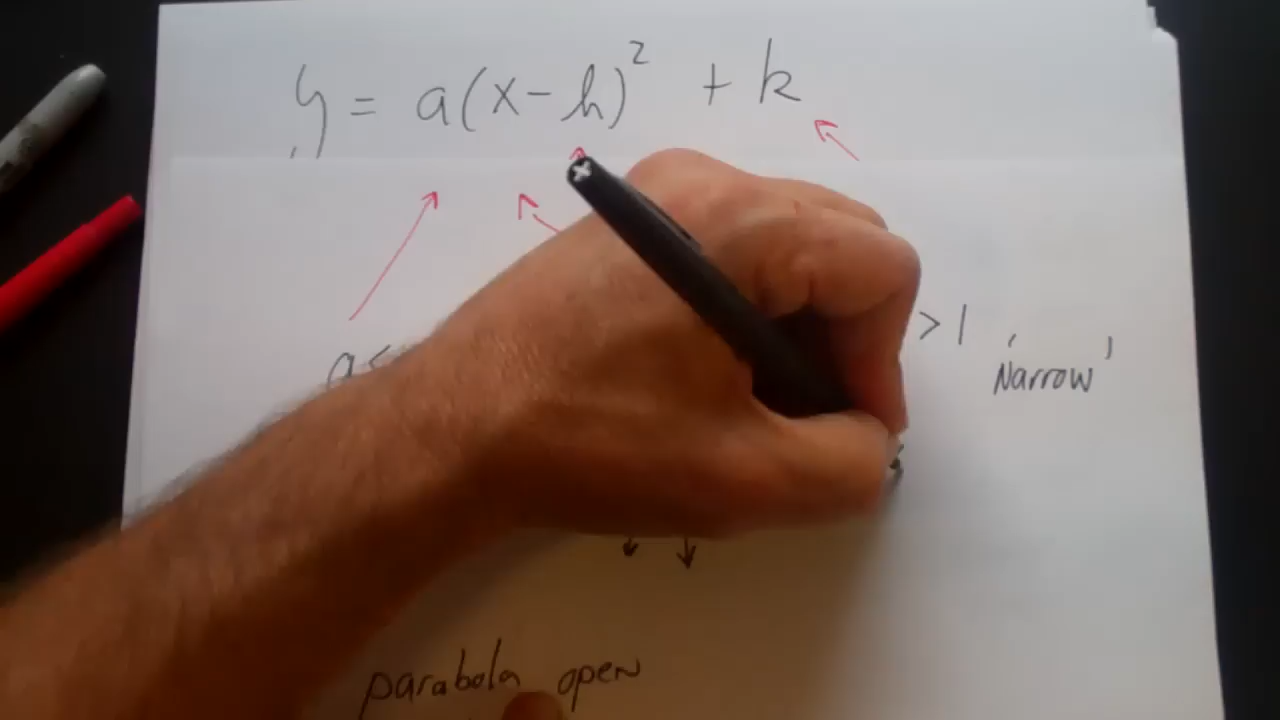 y = a(x-h)² + k
a <
>1 'Narrow'
parabola open